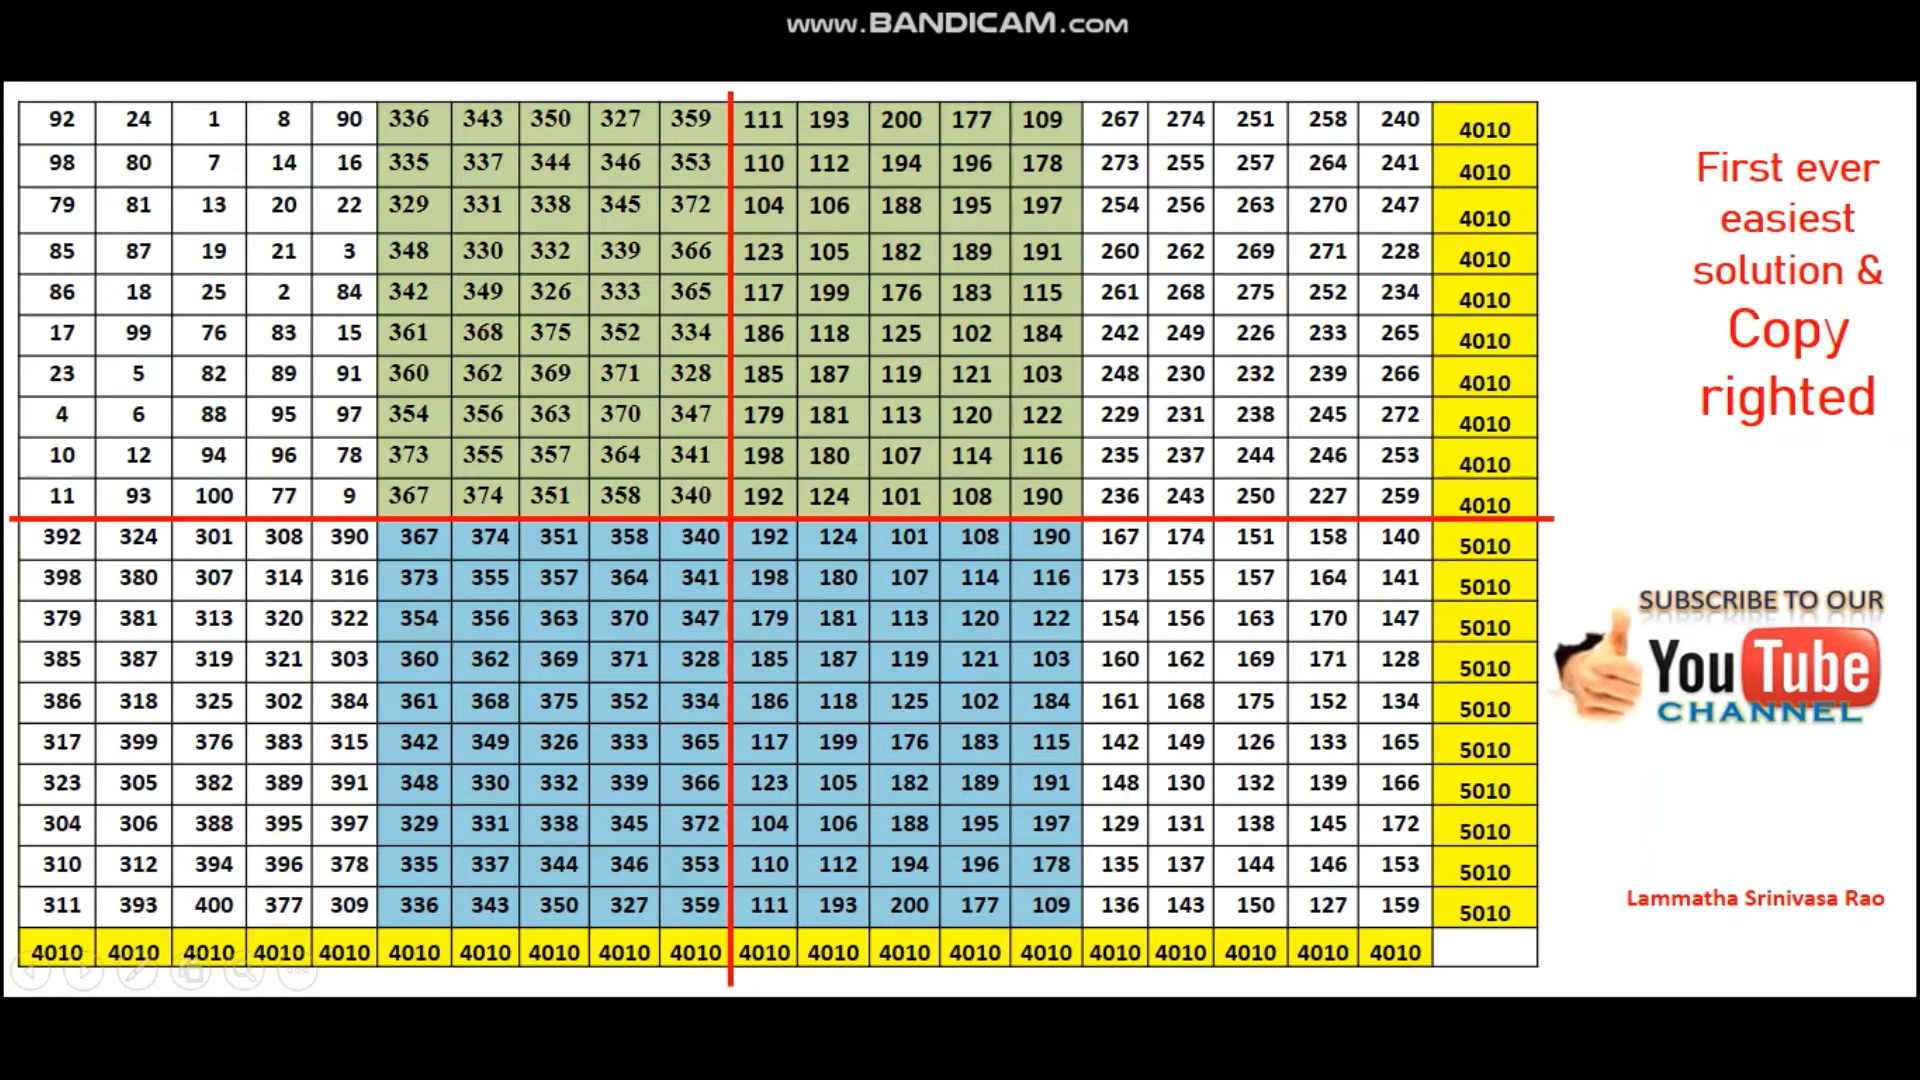 www.BANDICAM.com
92 24 1 8 90 336 343 350 327 359 111 193 200 177 109 267 274 251 258 240 4010
98 80 7 14 16 335 337 344 346 353 110 112 194 196 178 273 255 257 264 241 4010
79 81 13 20 22 329 331 338 345 372 104 106 188 195 197 254 256 263 270 247 4010
85 87 19 21 3 348 330 332 339 366 123 105 182 189 191 260 262 269 271 228 4010
86 18 25 2 84 342 349 326 333 365 117 199 176 183 115 261 268 275 252 234 4010
17 99 76 83 15 361 368 375 352 334 186 118 125 102 184 242 249 226 233 265 4010
23 5 82 89 91 360 362 369 371 328 185 187 119 121 103 248 230 232 239 266 4010
4 6 88 95 97 354 356 363 370 347 179 181 113 120 122 229 231 238 245 272 4010
10 12 94 96 78 373 355 357 364 341 198 180 107 114 116 235 237 244 246 253 4010
11 93 100 77 9 367 374 351 358 340 192 124 101 108 190 236 243 250 227 259 4010
392 324 301 308 390 367 374 351 358 340 192 124 101 108 190 167 174 151 158 140 5010
398 380 307 314 316 373 355 357 364 341 198 180 107 114 116 173 155 157 164 141 5010
379 381 313 320 322 354 356 363 370 347 179 181 113 120 122 154 156 163 170 147 5010
385 387 319 321 303 360 362 369 371 328 185 187 119 121 103 160 162 169 171 128 5010
386 318 325 302 384 361 368 375 352 334 186 118 125 102 184 161 168 175 152 134 5010
317 399 376 383 315 342 349 326 333 365 117 199 176 183 115 142 149 126 133 165 5010
323 305 382 389 391 348 330 332 339 366 123 105 182 189 191 148 130 132 139 166 5010
304 306 388 395 397 329 331 338 345 372 104 106 188 195 197 129 131 138 145 172 5010
310 312 394 396 378 335 337 344 346 353 110 112 194 196 178 135 137 144 146 153 5010
311 393 400 377 309 336 343 350 327 359 111 193 200 177 109 136 143 150 127 159 5010
4010 4010 4010 4010 4010 4010 4010 4010 4010 4010 4010 4010 4010 4010 4010 4010 4010 4010 4010 4010
First ever
easiest
solution &
Copy
righted
SUBSCRIBE TO OUR
YouTube
CHANNEL
Lammatha Srinivasa Rao